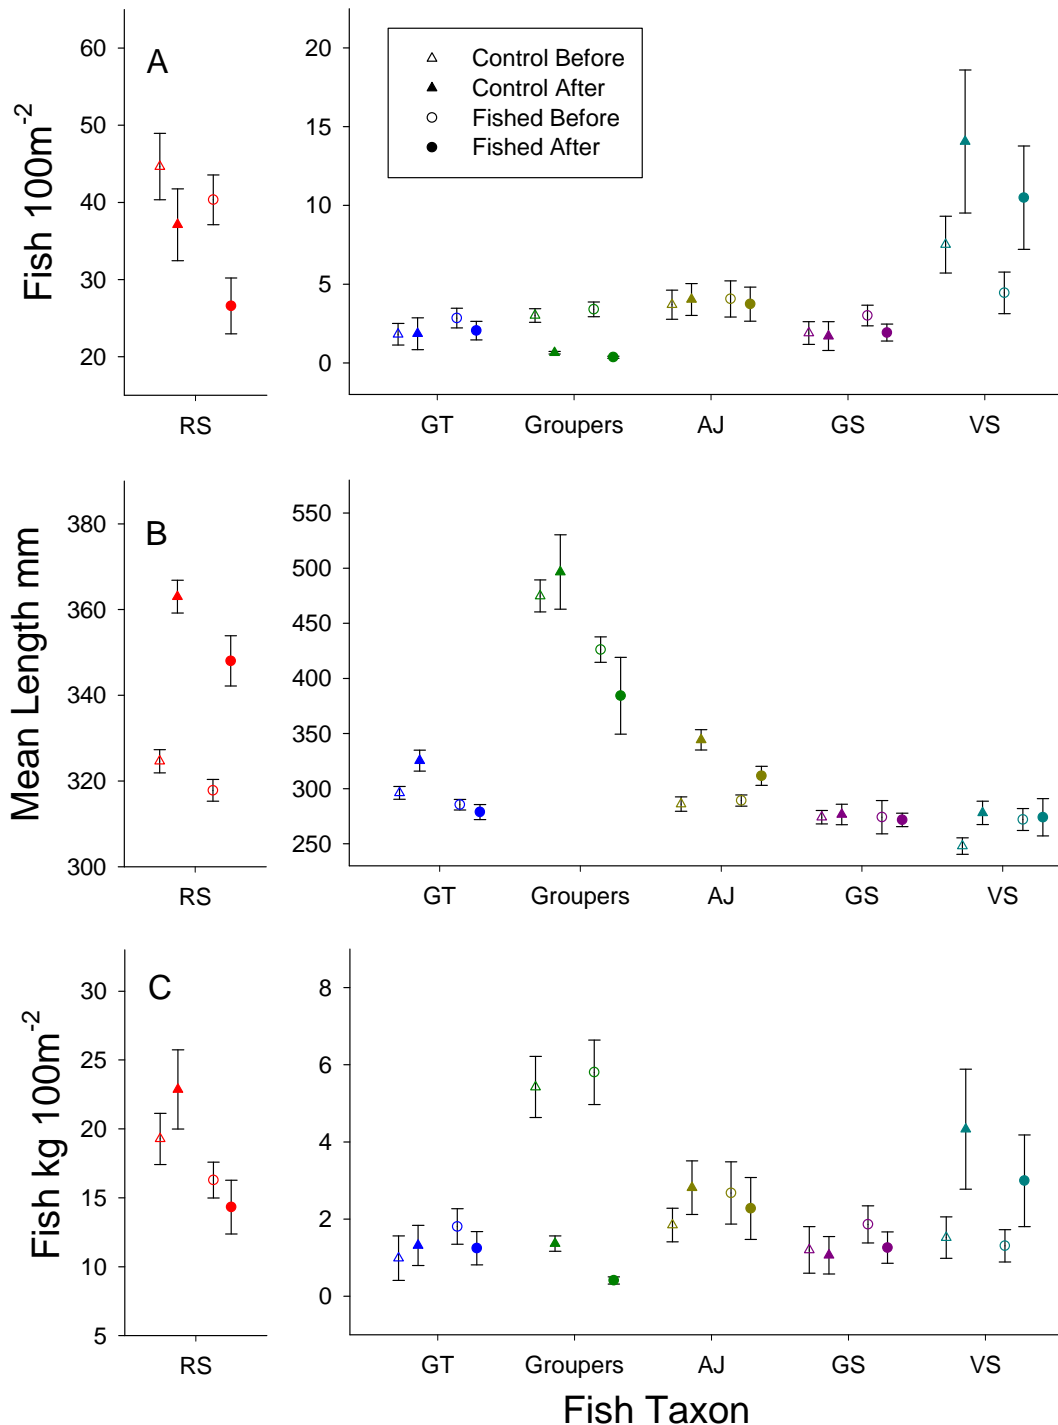 A
Fish 100m-2
60
50
40
30
20
RS
20
15
10
5
0
Control Before
Control After
Fished Before
Fished After
GT Groupers AJ GS VS
B
Mean Length mm
380
360
340
320
300
RS
550
500
450
400
350
300
250
GT Groupers AJ GS VS
C
Fish kg 100m-2
30
25
20
15
10
5
RS
8
6
4
2
0
GT Groupers AJ GS VS
Fish Taxon